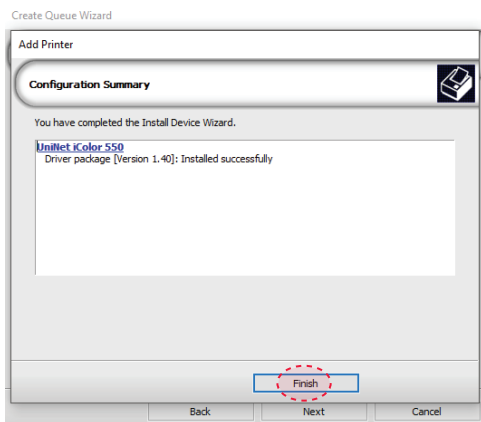 Create Queue Wizard
Add Printer
Configuration Summary
You have completed the Install Device Wizard.
UniNet iColor 550
Driver package [Version 1.40]: Installed successfully
Finish
Back Next Cancel